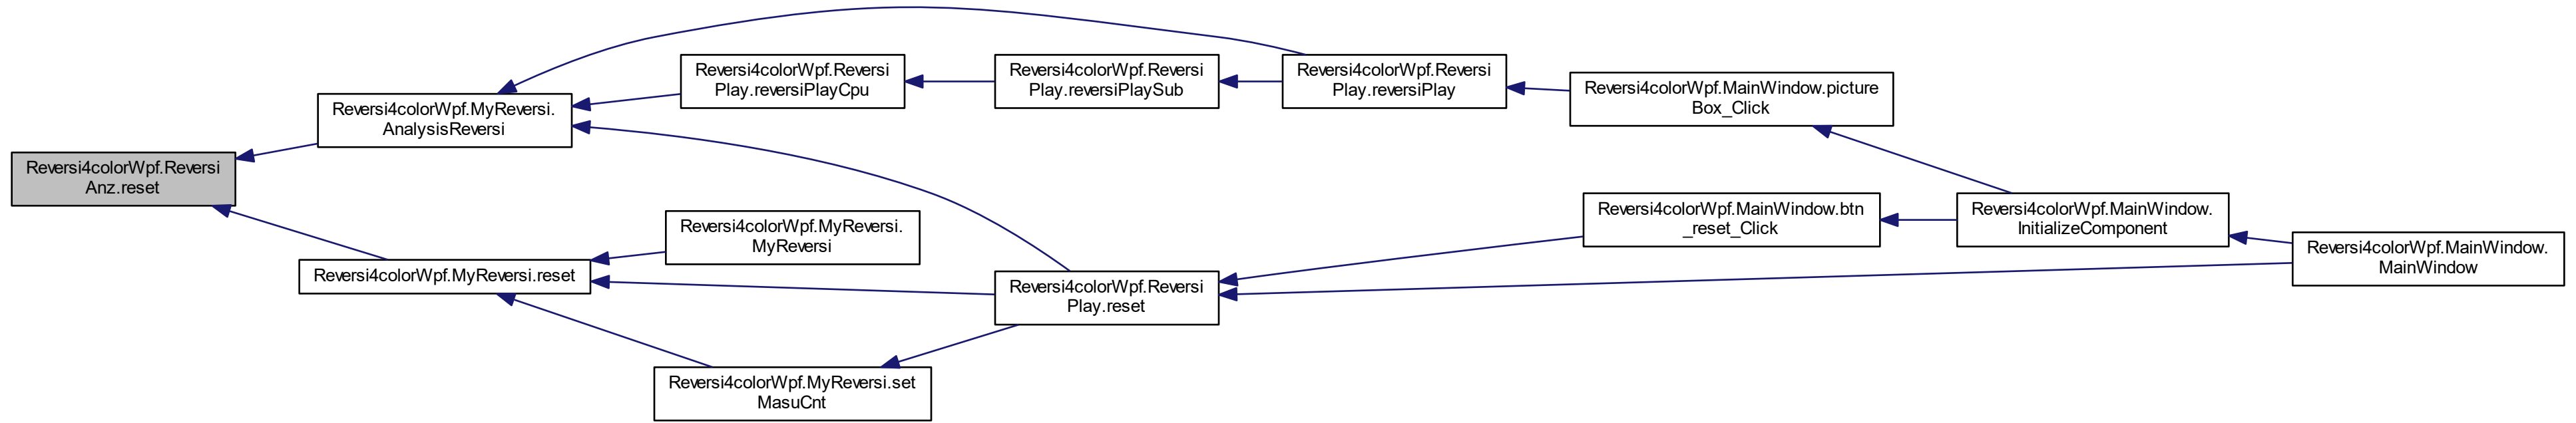 Reversi4colorWpf.Reversi
Anz.reset
Reversi4colorWpf.MyReversi.
AnalysisReversi
Reversi4colorWpf.MyReversi.reset
Reversi4colorWpf.Reversi
Play.reversiPlayCpu
Reversi4colorWpf.MyReversi.
MyReversi
Reversi4colorWpf.MyReversi.set
MasuCnt
Reversi4colorWpf.Reversi
Play.reversiPlaySub
Reversi4colorWpf.Reversi
Play.reset
Reversi4colorWpf.Reversi
Play.reversiPlay
Reversi4colorWpf.MainWindow.picture
Box_Click
Reversi4colorWpf.MainWindow.btn
_reset_Click
Reversi4colorWpf.MainWindow.
InitializeComponent
Reversi4colorWpf.MainWindow.
MainWindow